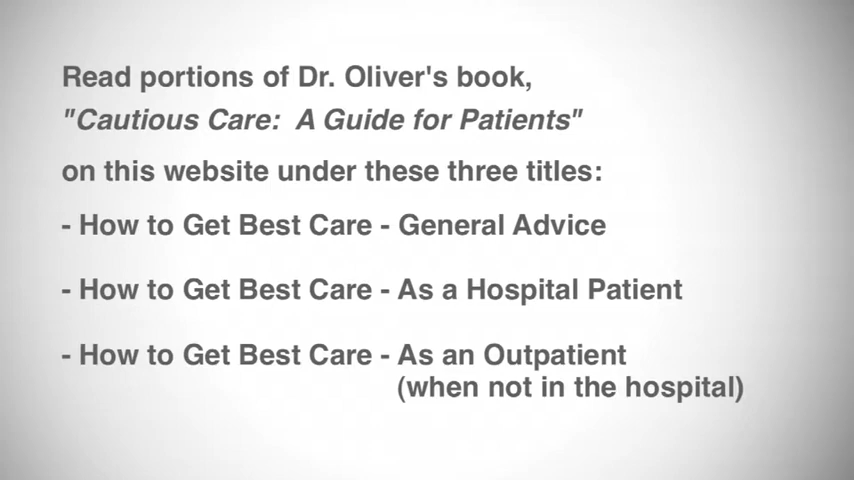 Read portions of Dr. Oliver's book,
"Cautious Care:  A Guide for Patients"
on this website under these three titles:
- How to Get Best Care - General Advice
- How to Get Best Care - As a Hospital Patient
- How to Get Best Care - As an Outpatient
(when not in the hospital)